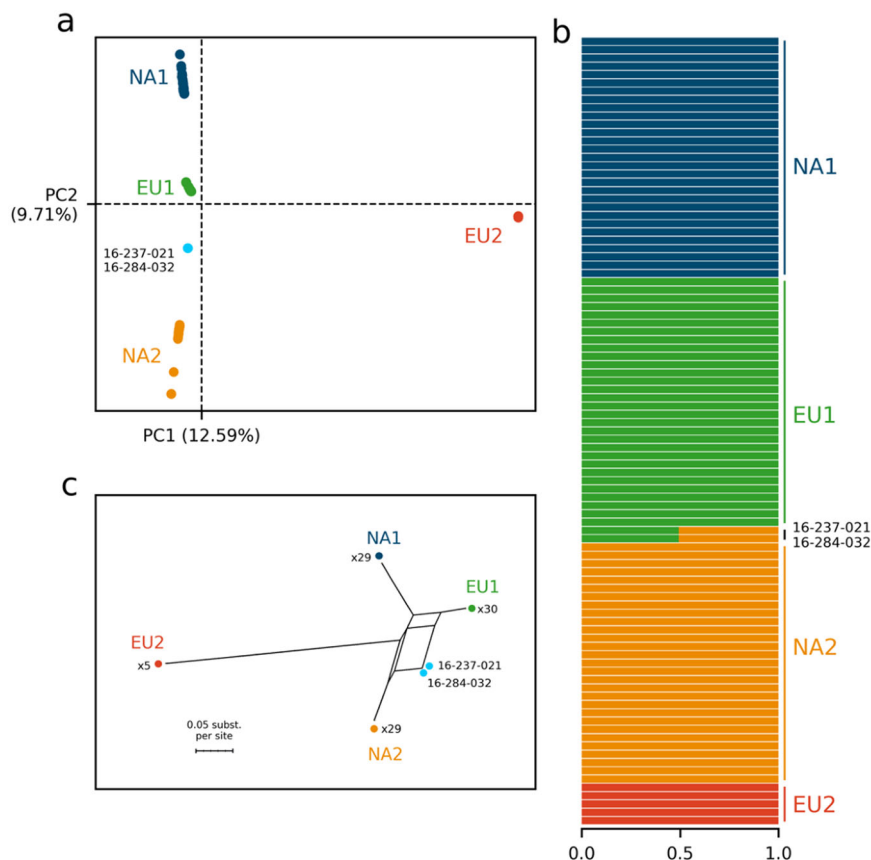 a
NA1
EU1
PC2
(9.71%)
EU2
16-237-021
16-284-032
NA2
PC1 (12.59%)
b
NA1
EU1
16-237-021
16-284-032
NA2
EU2
0.0 0.5 1.0
c
NA1
x29
EU1
x30
EU2
x5
16-237-021
16-284-032
0.05 subst.
per site
x29
NA2